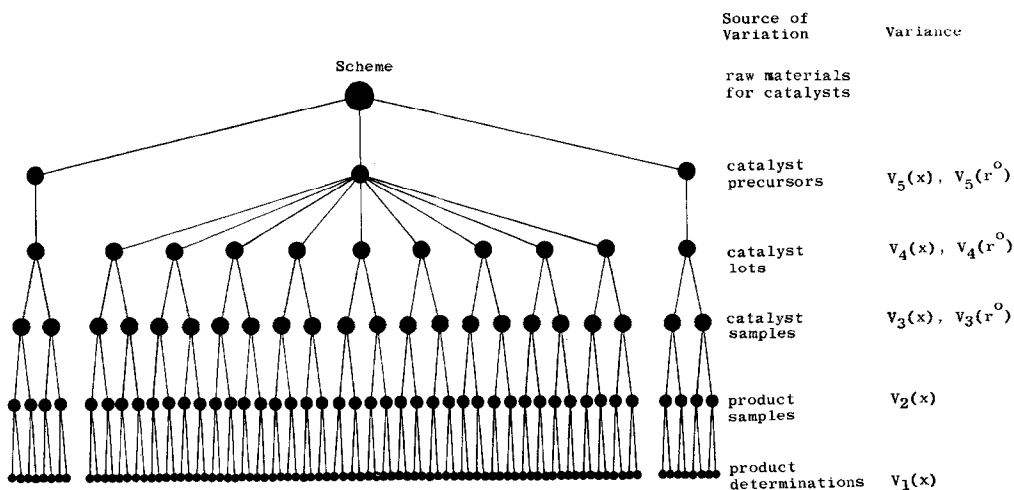 Source of
Variation Variance
Scheme
raw materials
for catalysts
catalyst
precursors V₅(x), V₅(r°)
catalyst
lots V₄(x), V₄(r°)
catalyst
samples V₃(x), V₃(r°)
product
samples V₂(x)
product
determinations V₁(x)